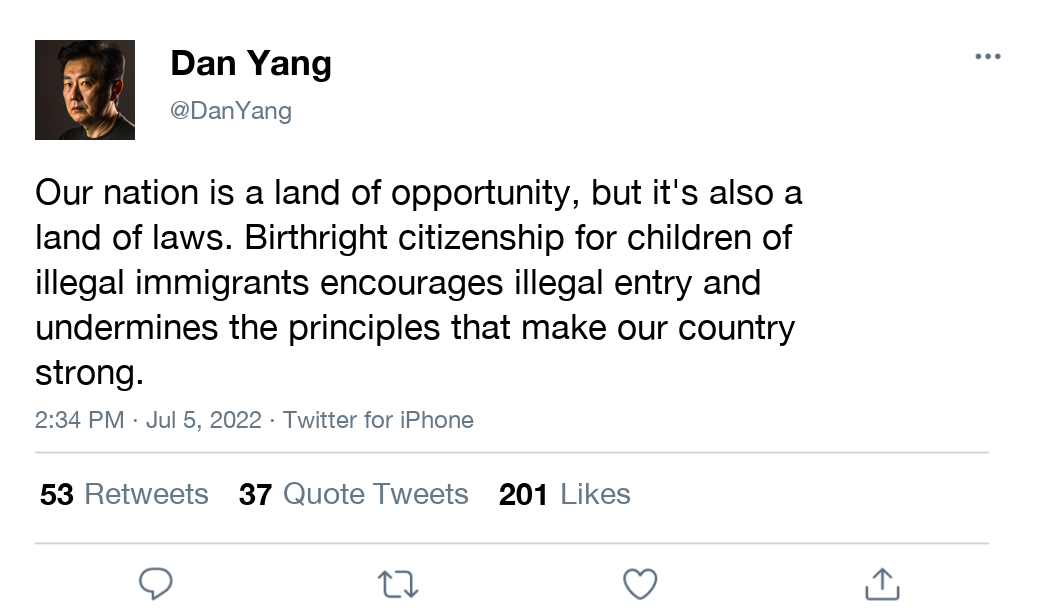 Dan Yang
@DanYang
Our nation is a land of opportunity, but it's also a
land of laws. Birthright citizenship for children of
illegal immigrants encourages illegal entry and
undermines the principles that make our country
strong.
2:34 PM · Jul 5, 2022 · Twitter for iPhone
53 Retweets 37 Quote Tweets 201 Likes